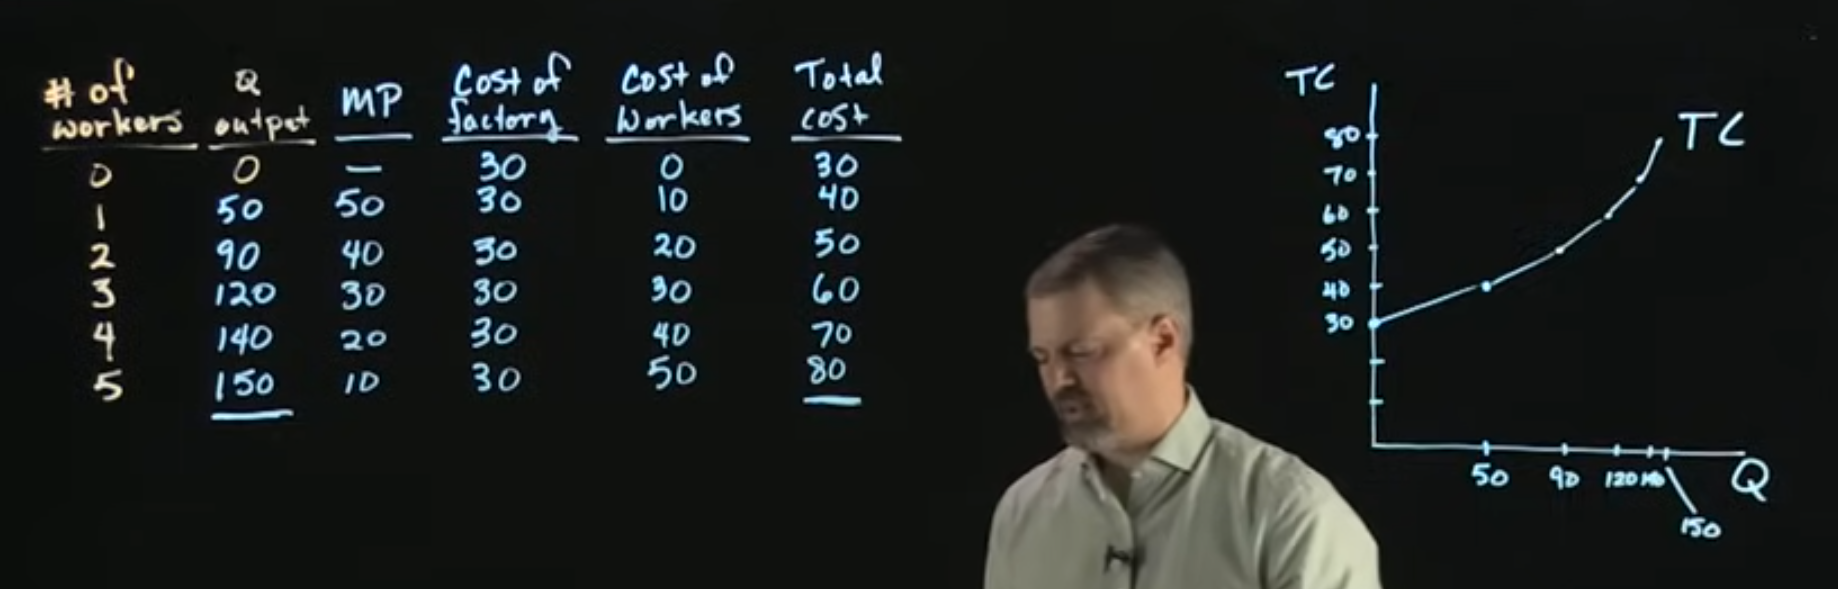 # of workers Q output MP Cost of factory Cost of Workers Total cost
0 0 — 30 0 30
1 50 50 30 10 40
2 90 40 30 20 50
3 120 30 30 30 60
4 140 20 30 40 70
5 150 10 30 50 80
TC
80
70
60
50
40
30
TC
50 90 120 140 Q
150